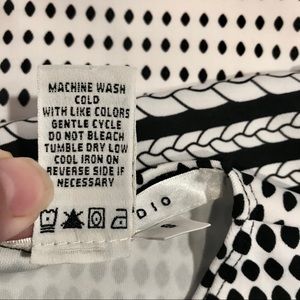 MACHINE WASH
COLD
WITH LIKE COLORS
GENTLE CYCLE
DO NOT BLEACH
TUMBLE DRY LOW
COOL IRON ON
REVERSE SIDE IF
NECESSARY
DIO